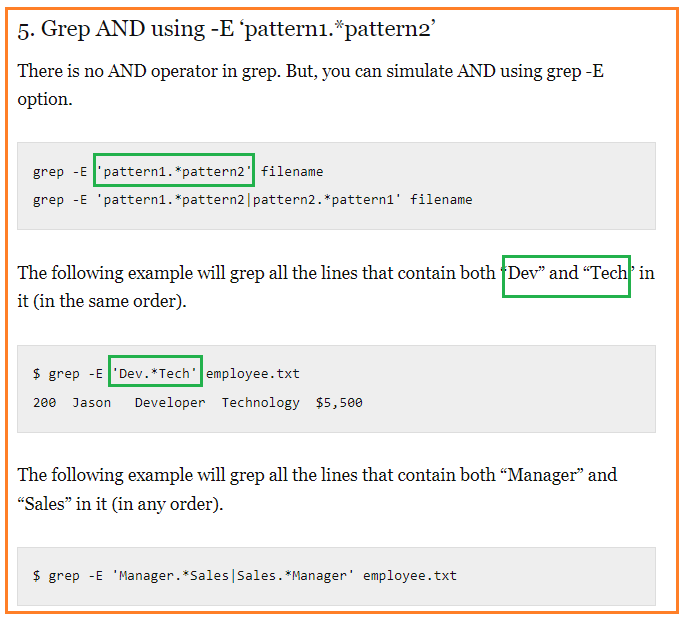 5. Grep AND using -E ‘pattern1.*pattern2’
There is no AND operator in grep. But, you can simulate AND using grep -E
option.
grep -E 'pattern1.*pattern2' filename
grep -E 'pattern1.*pattern2|pattern2.*pattern1' filename
The following example will grep all the lines that contain both “Dev” and “Tech” in
it (in the same order).
$ grep -E 'Dev.*Tech' employee.txt
200  Jason   Developer  Technology  $5,500
The following example will grep all the lines that contain both “Manager” and
“Sales” in it (in any order).
$ grep -E 'Manager.*Sales|Sales.*Manager' employee.txt